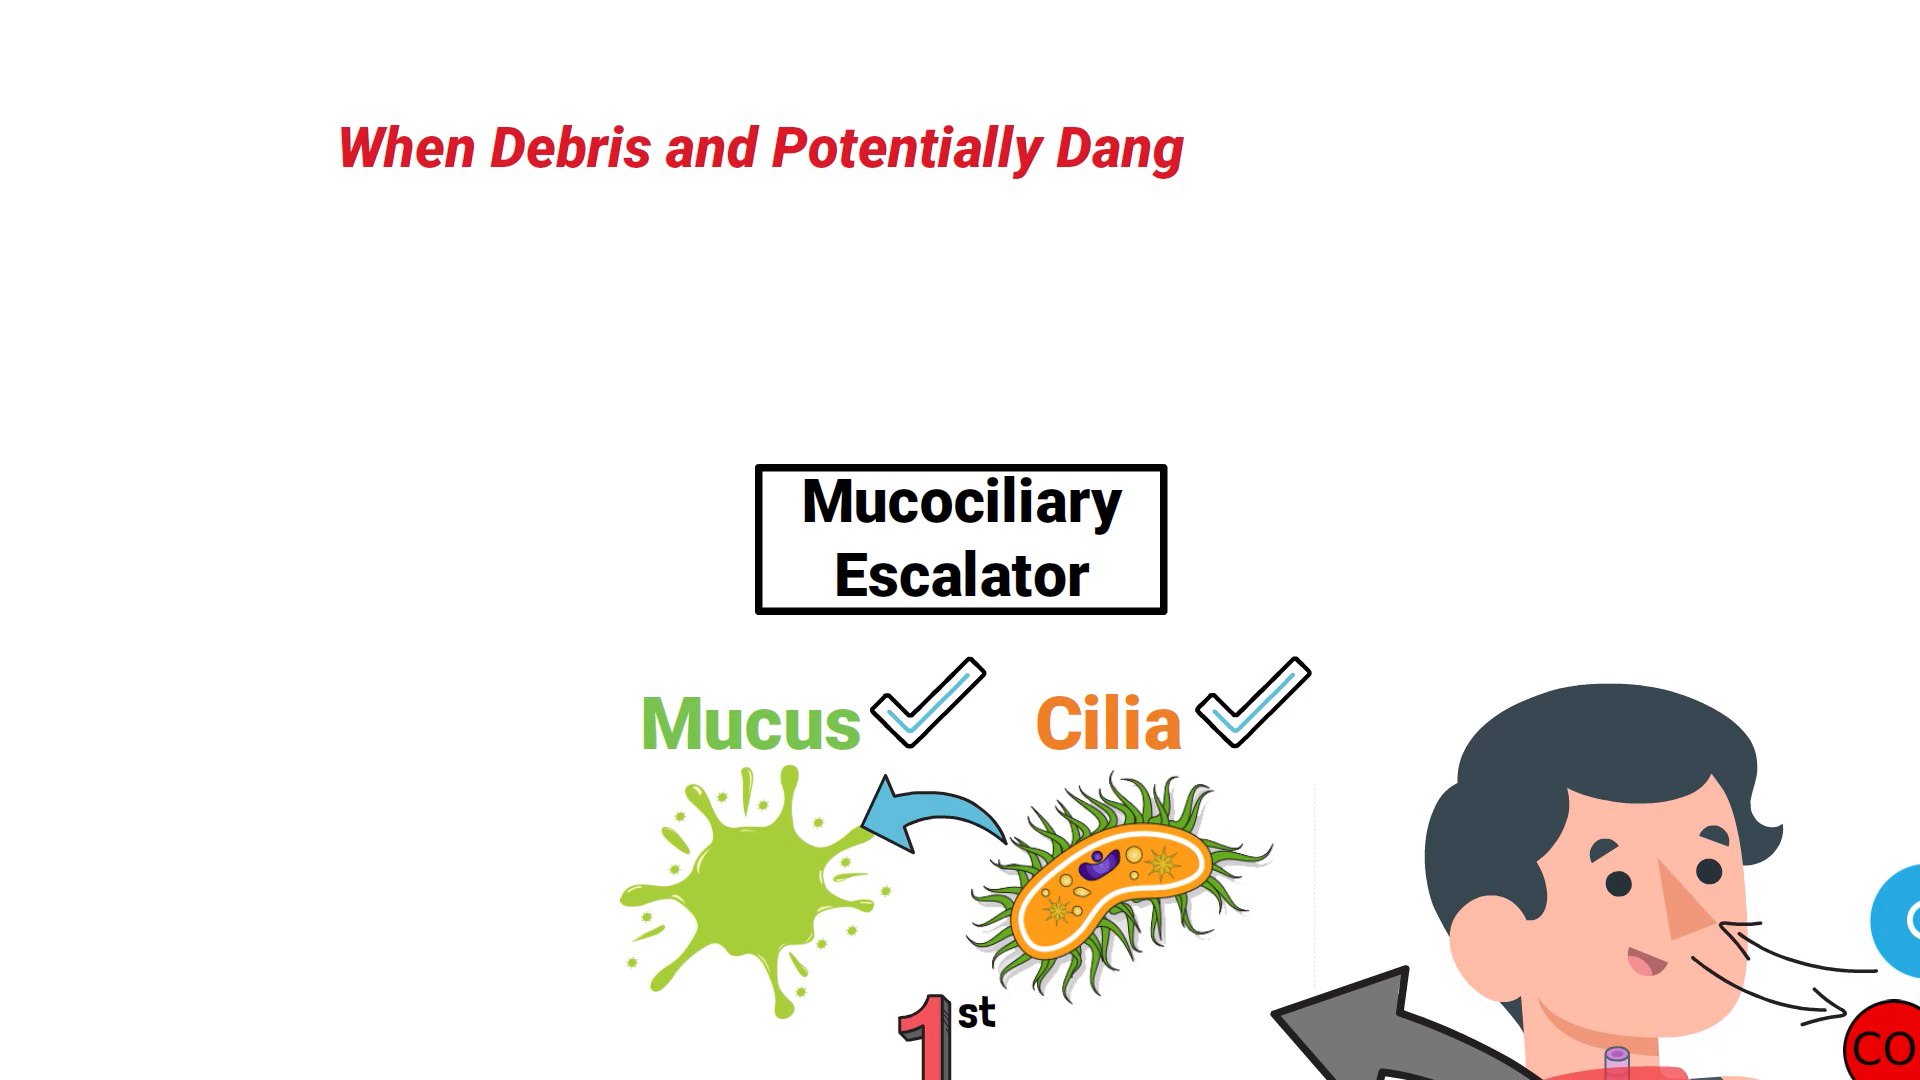 When Debris and Potentially Dang
Mucociliary
Escalator
Mucus
Cilia
1st
CO